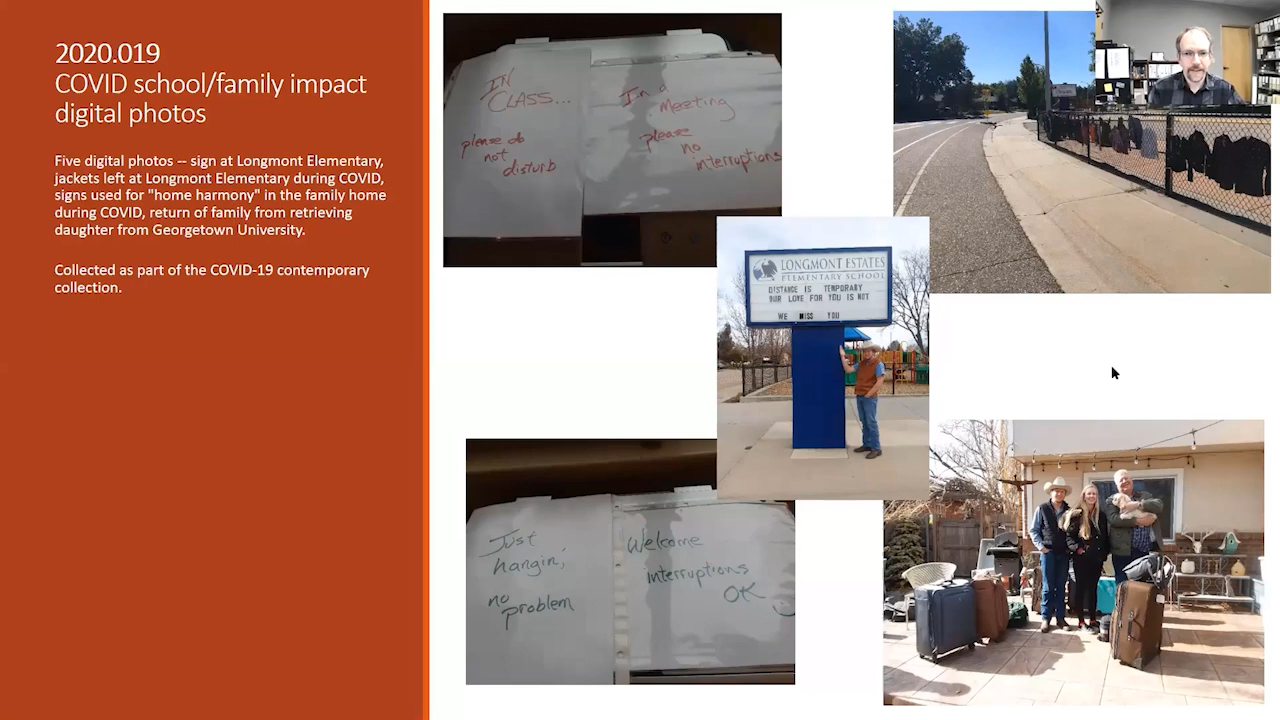 2020.019
COVID school/family impact
digital photos
Five digital photos -- sign at Longmont Elementary,
jackets left at Longmont Elementary during COVID,
signs used for "home harmony" in the family home
during COVID, return of family from retrieving
daughter from Georgetown University.
Collected as part of the COVID-19 contemporary
collection.
IN
CLASS...
please do
not
disturb
In a
Meeting
please
no
interruptions
LONGMONT ESTATES
ELEMENTARY SCHOOL
DISTANCE IS TEMPORARY
OUR LOVE FOR YOU IS NOT
WE MISS YOU
Just
hangin',
no
problem
Welcome
interruptions
OK